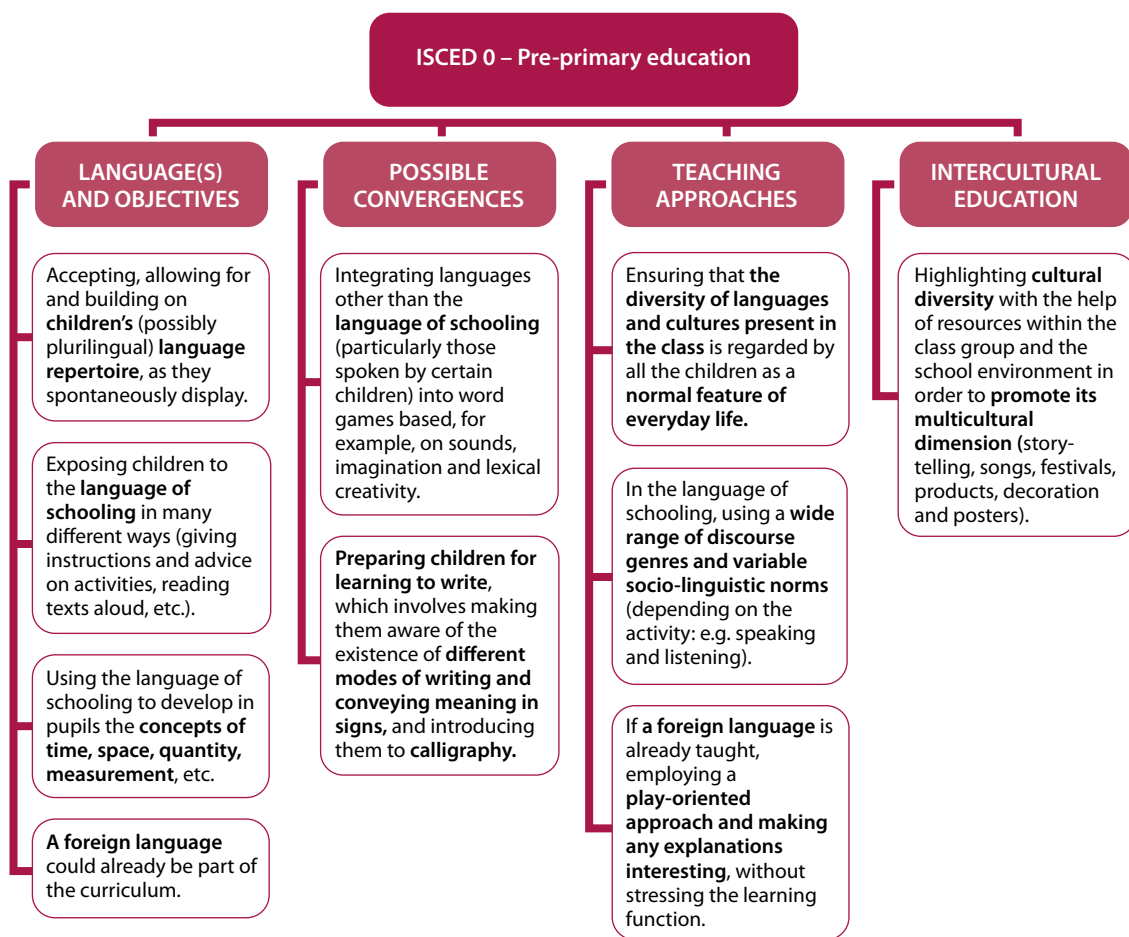 ISCED 0 – Pre-primary education
LANGUAGE(S)
AND OBJECTIVES
Accepting, allowing for
and building on
children's (possibly
plurilingual) language
repertoire, as they
spontaneously display.
Exposing children to
the language of
schooling in many
different ways (giving
instructions and advice
on activities, reading
texts aloud, etc.).
Using the language of
schooling to develop in
pupils the concepts of
time, space, quantity,
measurement, etc.
A foreign language
could already be part of
the curriculum.
POSSIBLE
CONVERGENCES
Integrating languages
other than the
language of schooling
(particularly those
spoken by certain
children) into word
games based, for
example, on sounds,
imagination and lexical
creativity.
Preparing children for
learning to write,
which involves making
them aware of the
existence of different
modes of writing and
conveying meaning in
signs, and introducing
them to calligraphy.
TEACHING
APPROACHES
Ensuring that the
diversity of languages
and cultures present in
the class is regarded by
all the children as a
normal feature of
everyday life.
In the language of
schooling, using a wide
range of discourse
genres and variable
socio-linguistic norms
(depending on the
activity: e.g. speaking
and listening).
If a foreign language is
already taught,
employing a
play-oriented
approach and making
any explanations
interesting, without
stressing the learning
function.
INTERCULTURAL
EDUCATION
Highlighting cultural
diversity with the help
of resources within the
class group and the
school environment in
order to promote its
multicultural
dimension (story-
telling, songs, festivals,
products, decoration
and posters).